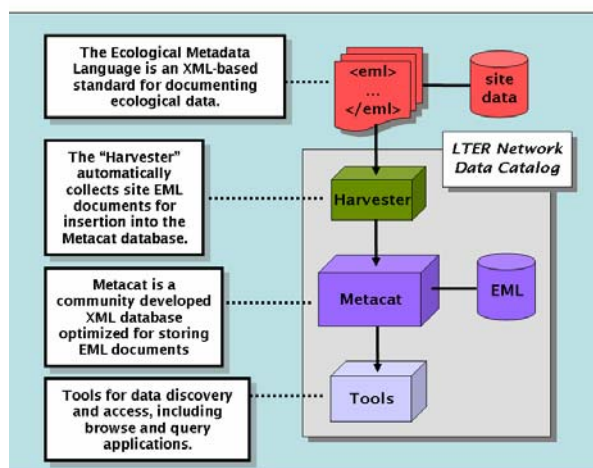 The Ecological Metadata
Language is an XML-based
standard for documenting
ecological data.
<eml>
...
</eml>
site
data
LTER Network
Data Catalog
The “Harvester”
automatically
collects site EML
documents for
insertion into the
Metacat database.
Harvester
Metacat is a
community developed
XML database
optimized for storing
EML documents
Metacat
EML
Tools for data discovery
and access, including
browse and query
applications.
Tools